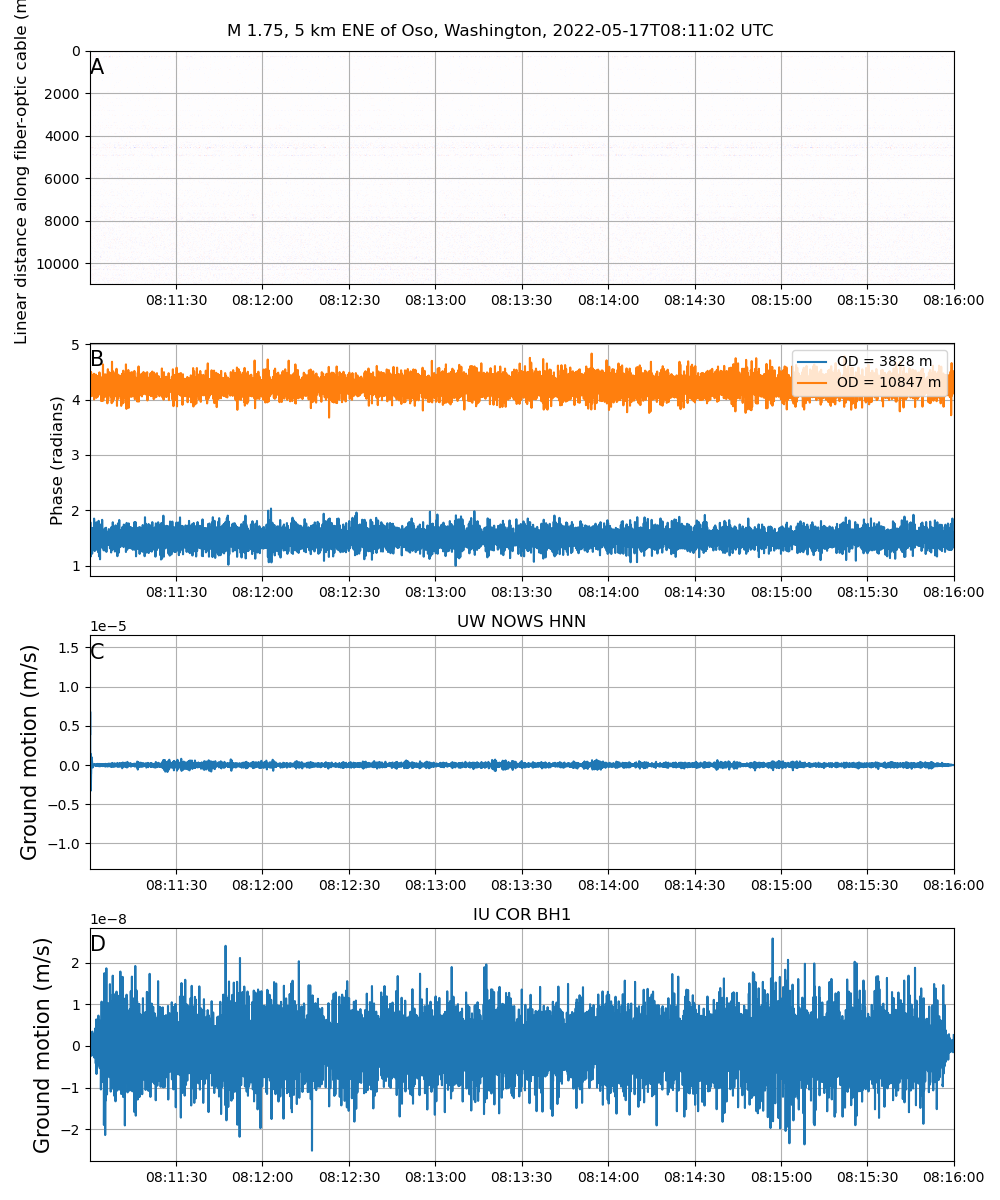 M 1.75, 5 km ENE of Oso, Washington, 2022-05-17T08:11:02 UTC
Linear distance along fiber-optic cable (m
A
0
2000
4000
6000
8000
10000
08:11:30 08:12:00 08:12:30 08:13:00 08:13:30 08:14:00 08:14:30 08:15:00 08:15:30 08:16:00
B
Phase (radians)
5
4
3
2
1
OD = 3828 m
OD = 10847 m
08:11:30 08:12:00 08:12:30 08:13:00 08:13:30 08:14:00 08:14:30 08:15:00 08:15:30 08:16:00
UW NOWS HNN
1e−5
C
Ground motion (m/s)
1.5
1.0
0.5
0.0
−0.5
−1.0
08:11:30 08:12:00 08:12:30 08:13:00 08:13:30 08:14:00 08:14:30 08:15:00 08:15:30 08:16:00
IU COR BH1
1e−8
D
Ground motion (m/s)
2
1
0
−1
−2
08:11:30 08:12:00 08:12:30 08:13:00 08:13:30 08:14:00 08:14:30 08:15:00 08:15:30 08:16:00